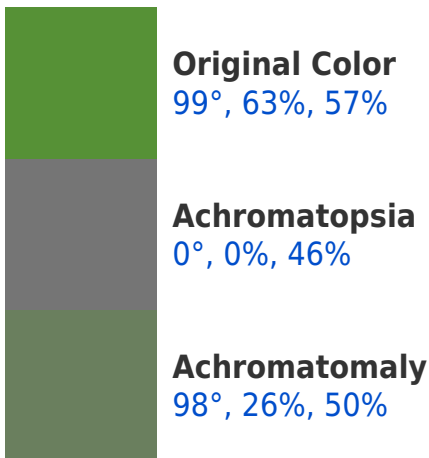 Original Color
99°, 63%, 57%
Achromatopsia
0°, 0%, 46%
Achromatomaly
98°, 26%, 50%